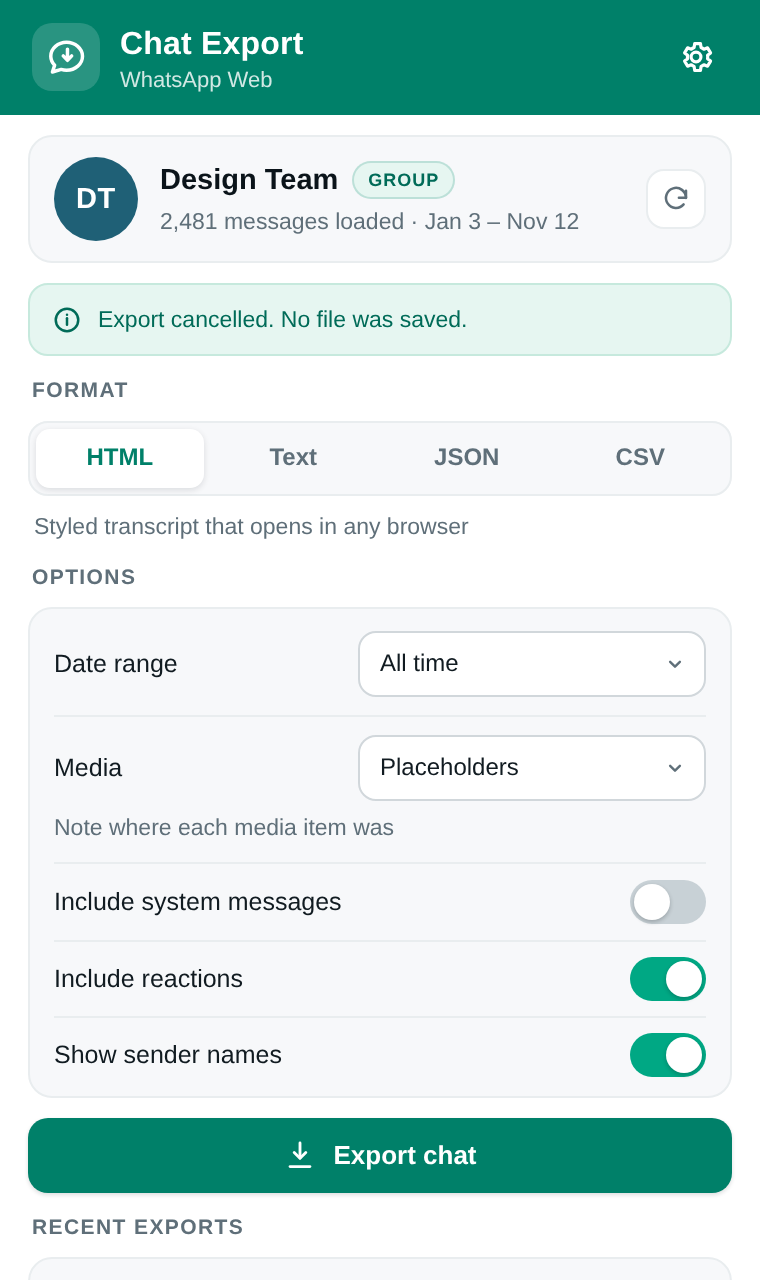 Chat Export
WhatsApp Web
DT
Design Team GROUP
2,481 messages loaded · Jan 3 – Nov 12
Export cancelled. No file was saved.
FORMAT
HTML Text JSON CSV
Styled transcript that opens in any browser
OPTIONS
Date range All time
Media Placeholders
Note where each media item was
Include system messages
Include reactions
Show sender names
Export chat
RECENT EXPORTS